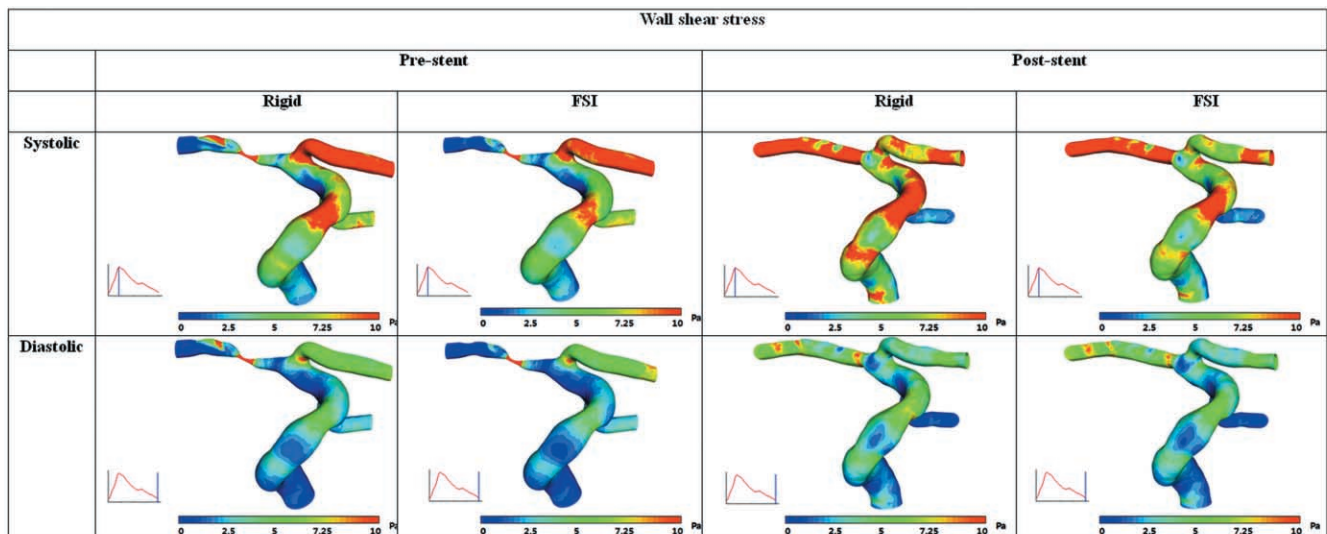 Wall shear stress
Pre-stent Post-stent
Rigid FSI Rigid FSI
Systolic
0 2.5 5 7.25 10 Pa 0 2.5 5 7.25 10 Pa 0 2.5 5 7.25 10 Pa 0 2.5 5 7.25 10 Pa
Diastolic
0 2.5 5 7.25 10 Pa 0 2.5 5 7.25 10 Pa 0 2.5 5 7.25 10 Pa 0 2.5 5 7.25 10 Pa